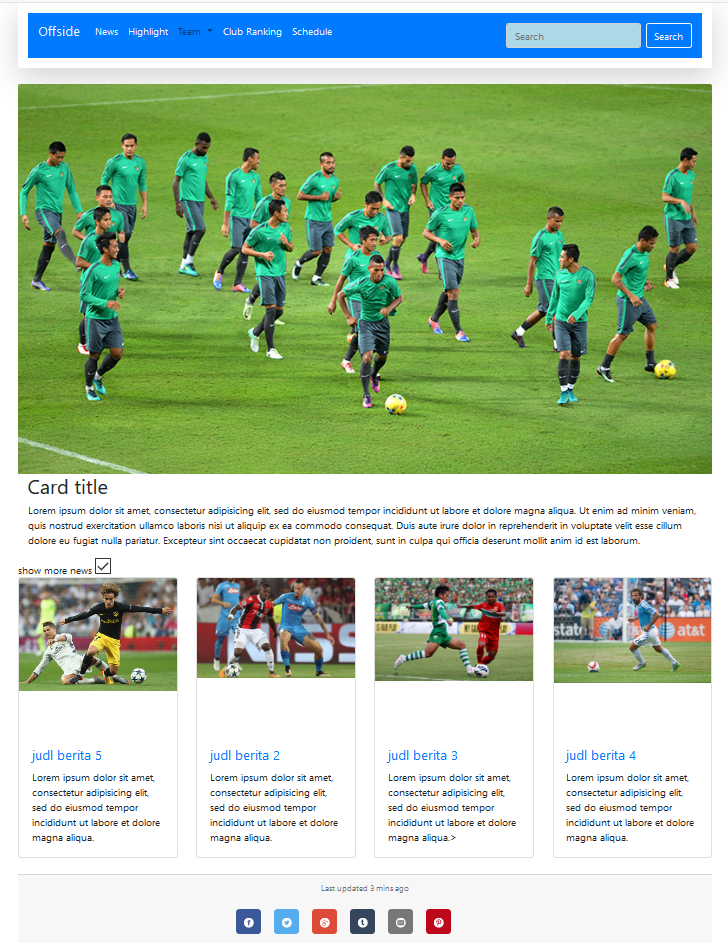 Offside News Highlight Team Club Ranking Schedule Search Search
Card title
Lorem ipsum dolor sit amet, consectetur adipisicing elit, sed do eiusmod tempor incididunt ut labore et dolore magna aliqua. Ut enim ad minim veniam,
quis nostrud exercitation ullamco laboris nisi ut aliquip ex ea commodo consequat. Duis aute irure dolor in reprehenderit in voluptate velit esse cillum
dolore eu fugiat nulla pariatur. Excepteur sint occaecat cupidatat non proident, sunt in culpa qui officia deserunt mollit anim id est laborum.
show more news
at&t
judl berita 5
Lorem ipsum dolor sit amet,
consectetur adipisicing elit,
sed do eiusmod tempor
incididunt ut labore et dolore
magna aliqua.
judl berita 2
Lorem ipsum dolor sit amet,
consectetur adipisicing elit,
sed do eiusmod tempor
incididunt ut labore et dolore
magna aliqua.
judl berita 3
Lorem ipsum dolor sit amet,
consectetur adipisicing elit,
sed do eiusmod tempor
incididunt ut labore et dolore
magna aliqua.>
judl berita 4
Lorem ipsum dolor sit amet,
consectetur adipisicing elit,
sed do eiusmod tempor
incididunt ut labore et dolore
magna aliqua.
Last updated 3 mins ago